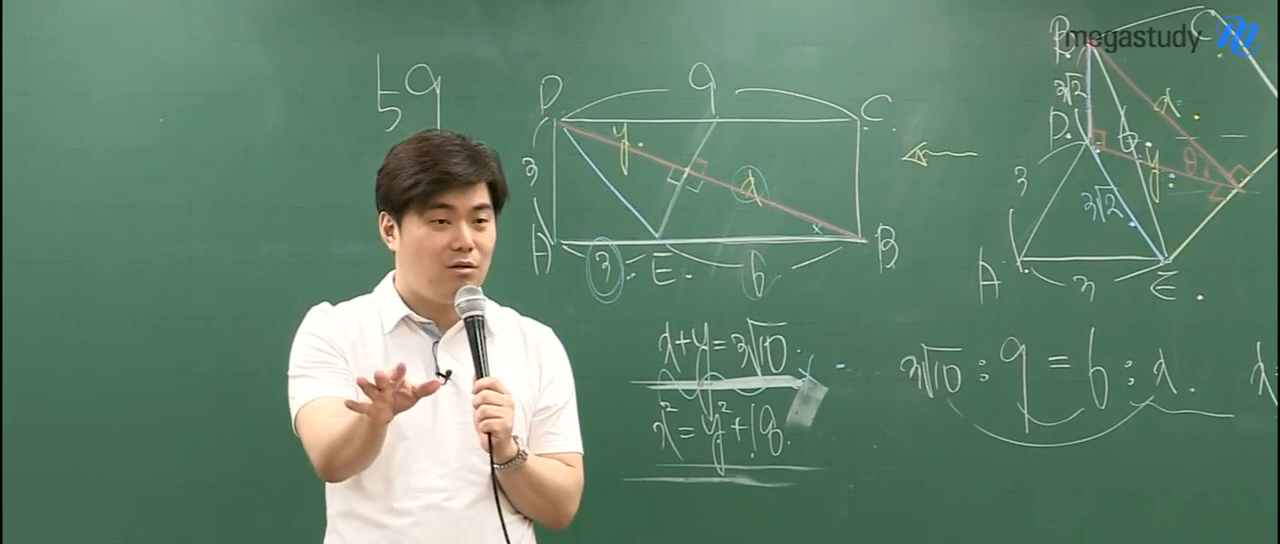 megastudy
59
D 9 C
3 y x
A 3 E 6 B
x+y=3√10
x²=y²+18
B C
3√2 x
D y θ
3 3√2
A 3 E
3√10 : 9 = 6 : x